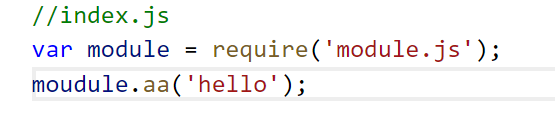 //index.js
var module = require('module.js');
moudule.aa('hello');